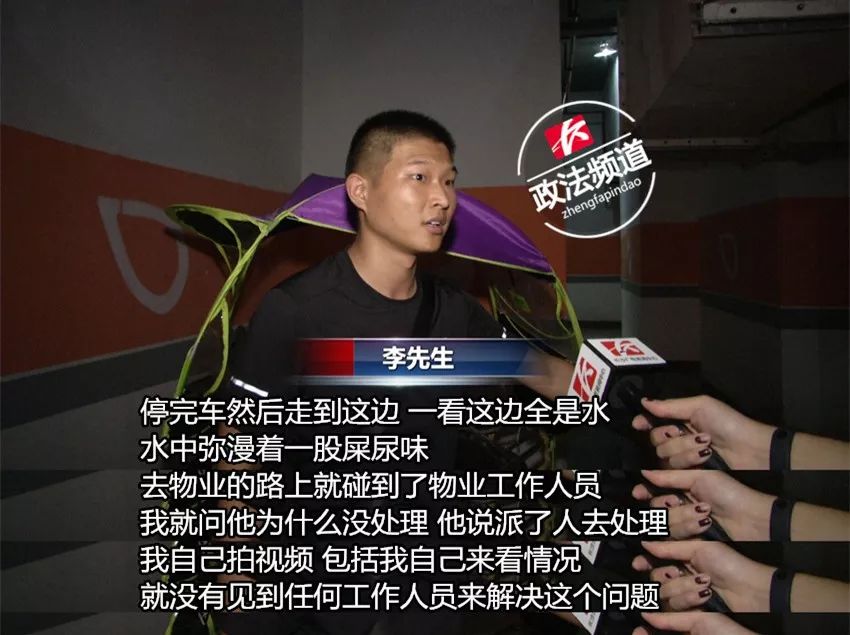 政法频道
zhengfapindao
李先生
停完车然后走到这边 一看这边全是水
水中弥漫着一股屎尿味
去物业的路上就碰到了物业工作人员
我就问他为什么没处理 他说派了人去处理
我自己拍视频 包括我自己来看情况
就没有见到任何工作人员来解决这个问题